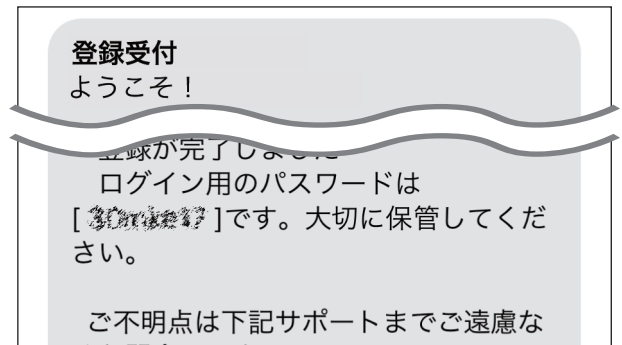 登録受付
ようこそ！
登録が完了しました
ログイン用のパスワードは
[ ]です。大切に保管してくだ
さい。
ご不明点は下記サポートまでご遠慮な